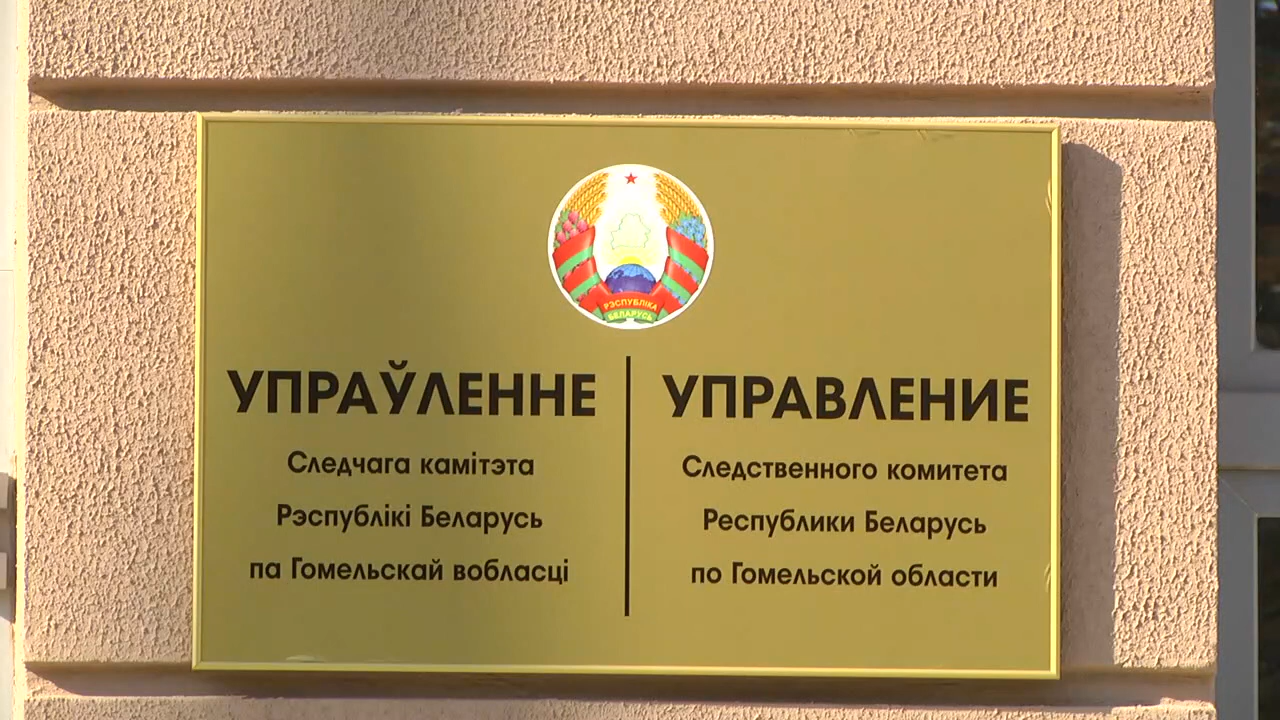 РЭСПУБЛІКА
БЕЛАРУСЬ
УПРАЎЛЕННЕ
Следчага камітэта
Рэспублікі Беларусь
па Гомельскай вобласці
УПРАВЛЕНИЕ
Следственного комитета
Республики Беларусь
по Гомельской области